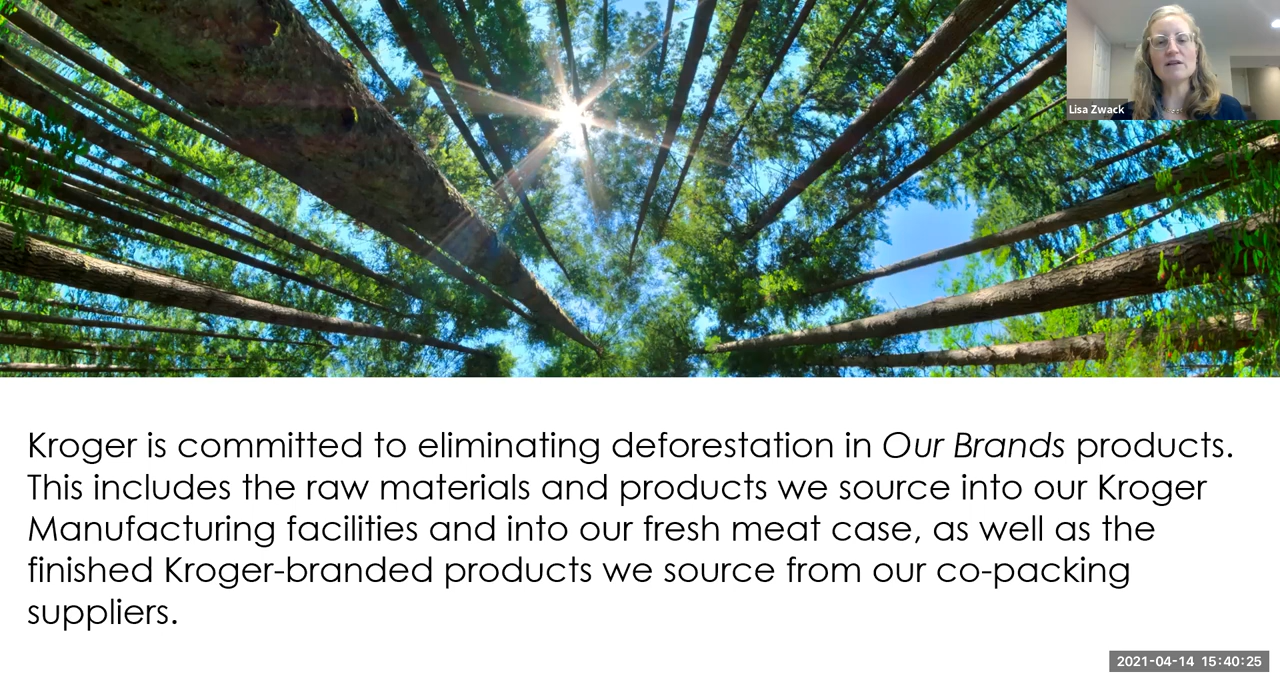 Lisa Zwack
Kroger is committed to eliminating deforestation in Our Brands products.
This includes the raw materials and products we source into our Kroger
Manufacturing facilities and into our fresh meat case, as well as the
finished Kroger-branded products we source from our co-packing
suppliers.
2021-04-14 15:40:25